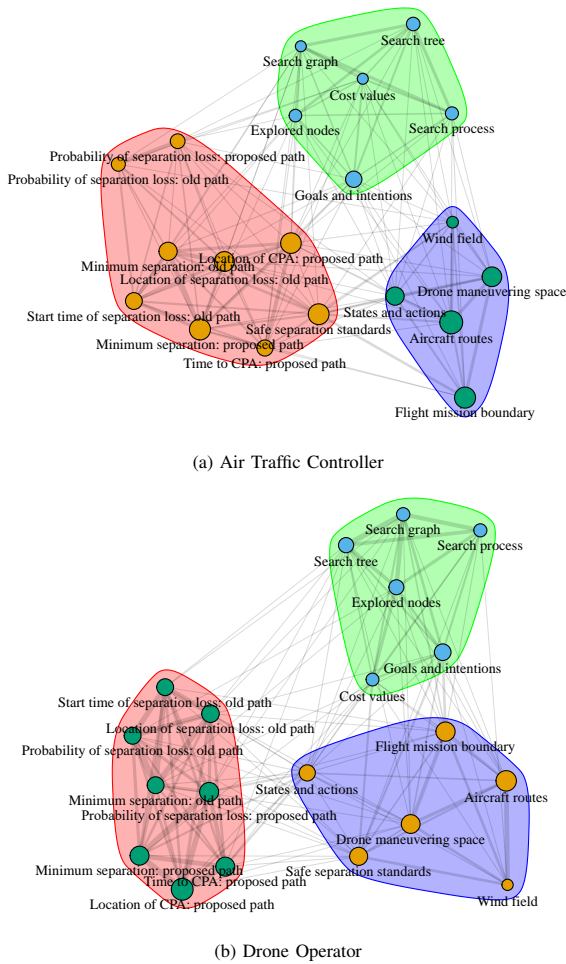 Search tree
Search graph
Cost values
Explored nodes
Search process
Probability of separation loss: proposed path
Probability of separation loss: old path
Goals and intentions
Wind field
Location of CPA: proposed path
Minimum separation: old path
Location of separation loss: old path
Drone maneuvering space
States and actions
Start time of separation loss: old path
Safe separation standards
Minimum separation: proposed path
Aircraft routes
Time to CPA: proposed path
Flight mission boundary
(a) Air Traffic Controller
Search graph
Search process
Search tree
Explored nodes
Goals and intentions
Cost values
Start time of separation loss: old path
Location of separation loss: old path
Flight mission boundary
Probability of separation loss: old path
States and actions
Minimum separation: old path
Aircraft routes
Probability of separation loss: proposed path
Drone maneuvering space
Minimum separation: proposed path
Safe separation standards
Time to CPA: proposed path
Location of CPA: proposed path
Wind field
(b) Drone Operator